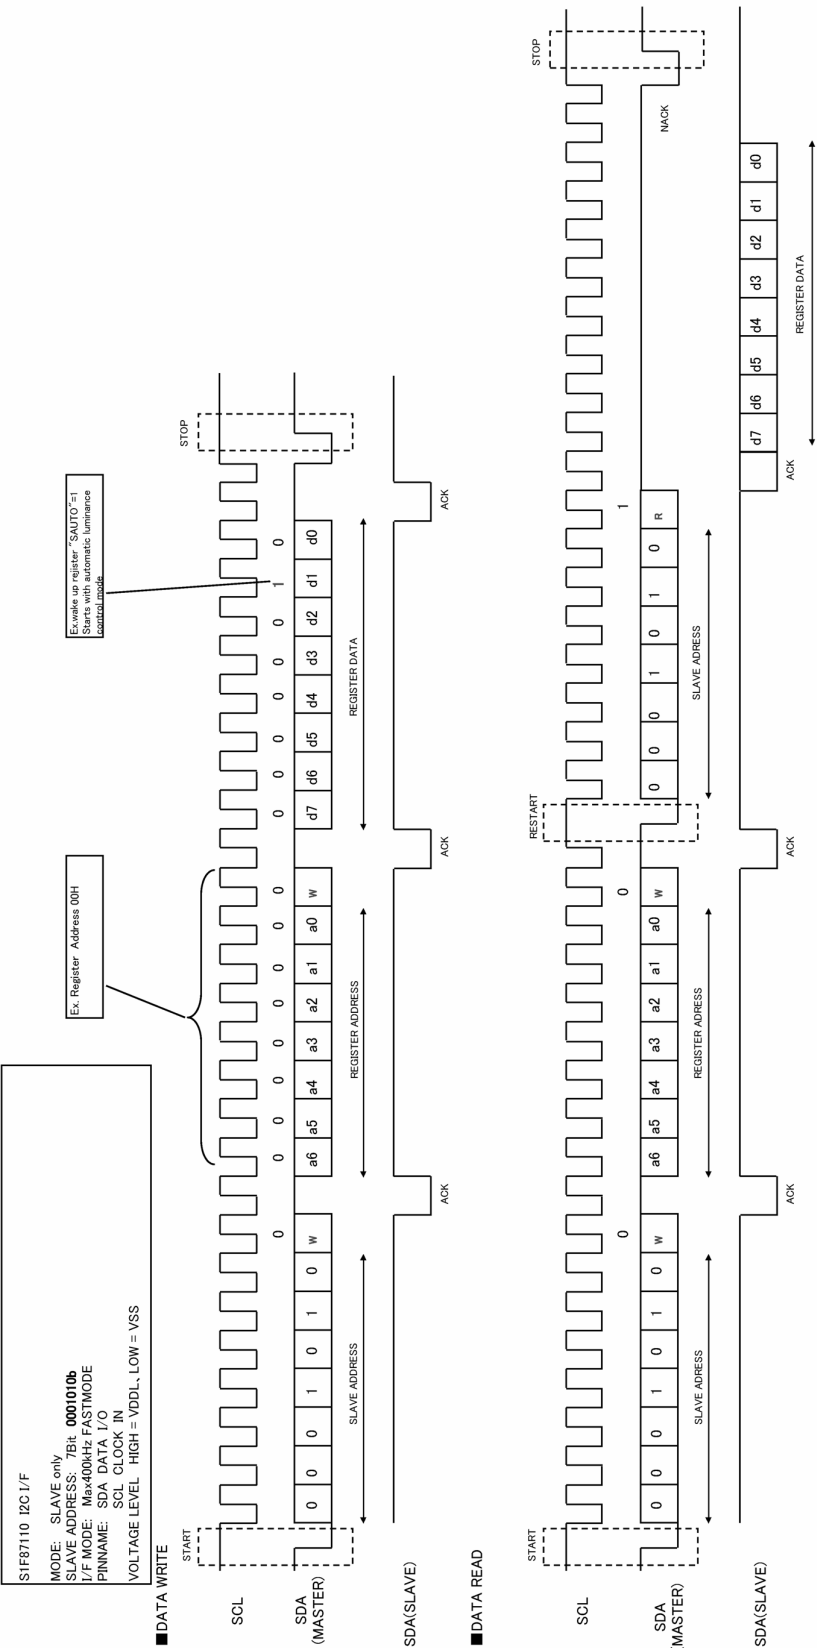 S1F87110 I2C I/F
MODE: SLAVE only
SLAVE ADDRESS: 7Bit 0001010b
I/F MODE: Max400kHz FASTMODE
PINNAME: SDA DATA I/O
SCL CLOCK IN
VOLTAGE LEVEL HIGH = VDDL、LOW = VSS
Ex. Register Address 00H
Ex.wake up rejister "SAUTO"=1
Starts with automatic luminance
control mode
■DATA WRITE
START
STOP
SCL
0 0 0 0 0 0 0 0 0 0 0 0 0 0 0 1 0
SDA
(MASTER)
0 0 0 1 0 1 0 W a6 a5 a4 a3 a2 a1 a0 W d7 d6 d5 d4 d3 d2 d1 d0
SLAVE ADDRESS
REGISTER ADDRESS
REGISTER DATA
SDA(SLAVE)
ACK
ACK
ACK
■DATA READ
START
RESTART
STOP
SCL
0 0 1
SDA
(MASTER)
0 0 0 1 0 1 0 W a6 a5 a4 a3 a2 a1 a0 W 0 0 0 1 0 1 0 R
NACK
SLAVE ADDRESS
REGISTER ADDRESS
SLAVE ADRESS
SDA(SLAVE)
d7 d6 d5 d4 d3 d2 d1 d0
ACK
ACK
ACK
REGISTER DATA